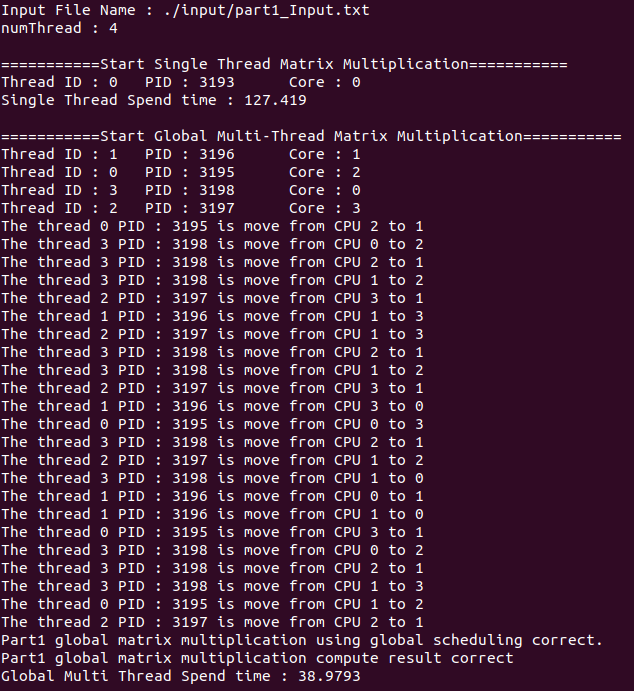 Input File Name : ./input/part1_Input.txt
numThread : 4
===========Start Single Thread Matrix Multiplication===========
Thread ID : 0   PID : 3193      Core : 0
Single Thread Spend time : 127.419
===========Start Global Multi-Thread Matrix Multiplication===========
Thread ID : 1   PID : 3196      Core : 1
Thread ID : 0   PID : 3195      Core : 2
Thread ID : 3   PID : 3198      Core : 0
Thread ID : 2   PID : 3197      Core : 3
The thread 0 PID : 3195 is move from CPU 2 to 1
The thread 3 PID : 3198 is move from CPU 0 to 2
The thread 3 PID : 3198 is move from CPU 2 to 1
The thread 3 PID : 3198 is move from CPU 1 to 2
The thread 2 PID : 3197 is move from CPU 3 to 1
The thread 1 PID : 3196 is move from CPU 1 to 3
The thread 2 PID : 3197 is move from CPU 1 to 3
The thread 3 PID : 3198 is move from CPU 2 to 1
The thread 3 PID : 3198 is move from CPU 1 to 2
The thread 2 PID : 3197 is move from CPU 3 to 1
The thread 1 PID : 3196 is move from CPU 3 to 0
The thread 0 PID : 3195 is move from CPU 0 to 3
The thread 3 PID : 3198 is move from CPU 2 to 1
The thread 2 PID : 3197 is move from CPU 1 to 2
The thread 3 PID : 3198 is move from CPU 1 to 0
The thread 1 PID : 3196 is move from CPU 0 to 1
The thread 1 PID : 3196 is move from CPU 1 to 0
The thread 0 PID : 3195 is move from CPU 3 to 1
The thread 3 PID : 3198 is move from CPU 0 to 2
The thread 3 PID : 3198 is move from CPU 2 to 1
The thread 3 PID : 3198 is move from CPU 1 to 3
The thread 0 PID : 3195 is move from CPU 1 to 2
The thread 2 PID : 3197 is move from CPU 2 to 1
Part1 global matrix multiplication using global scheduling correct.
Part1 global matrix multiplication compute result correct
Global Multi Thread Spend time : 38.9793